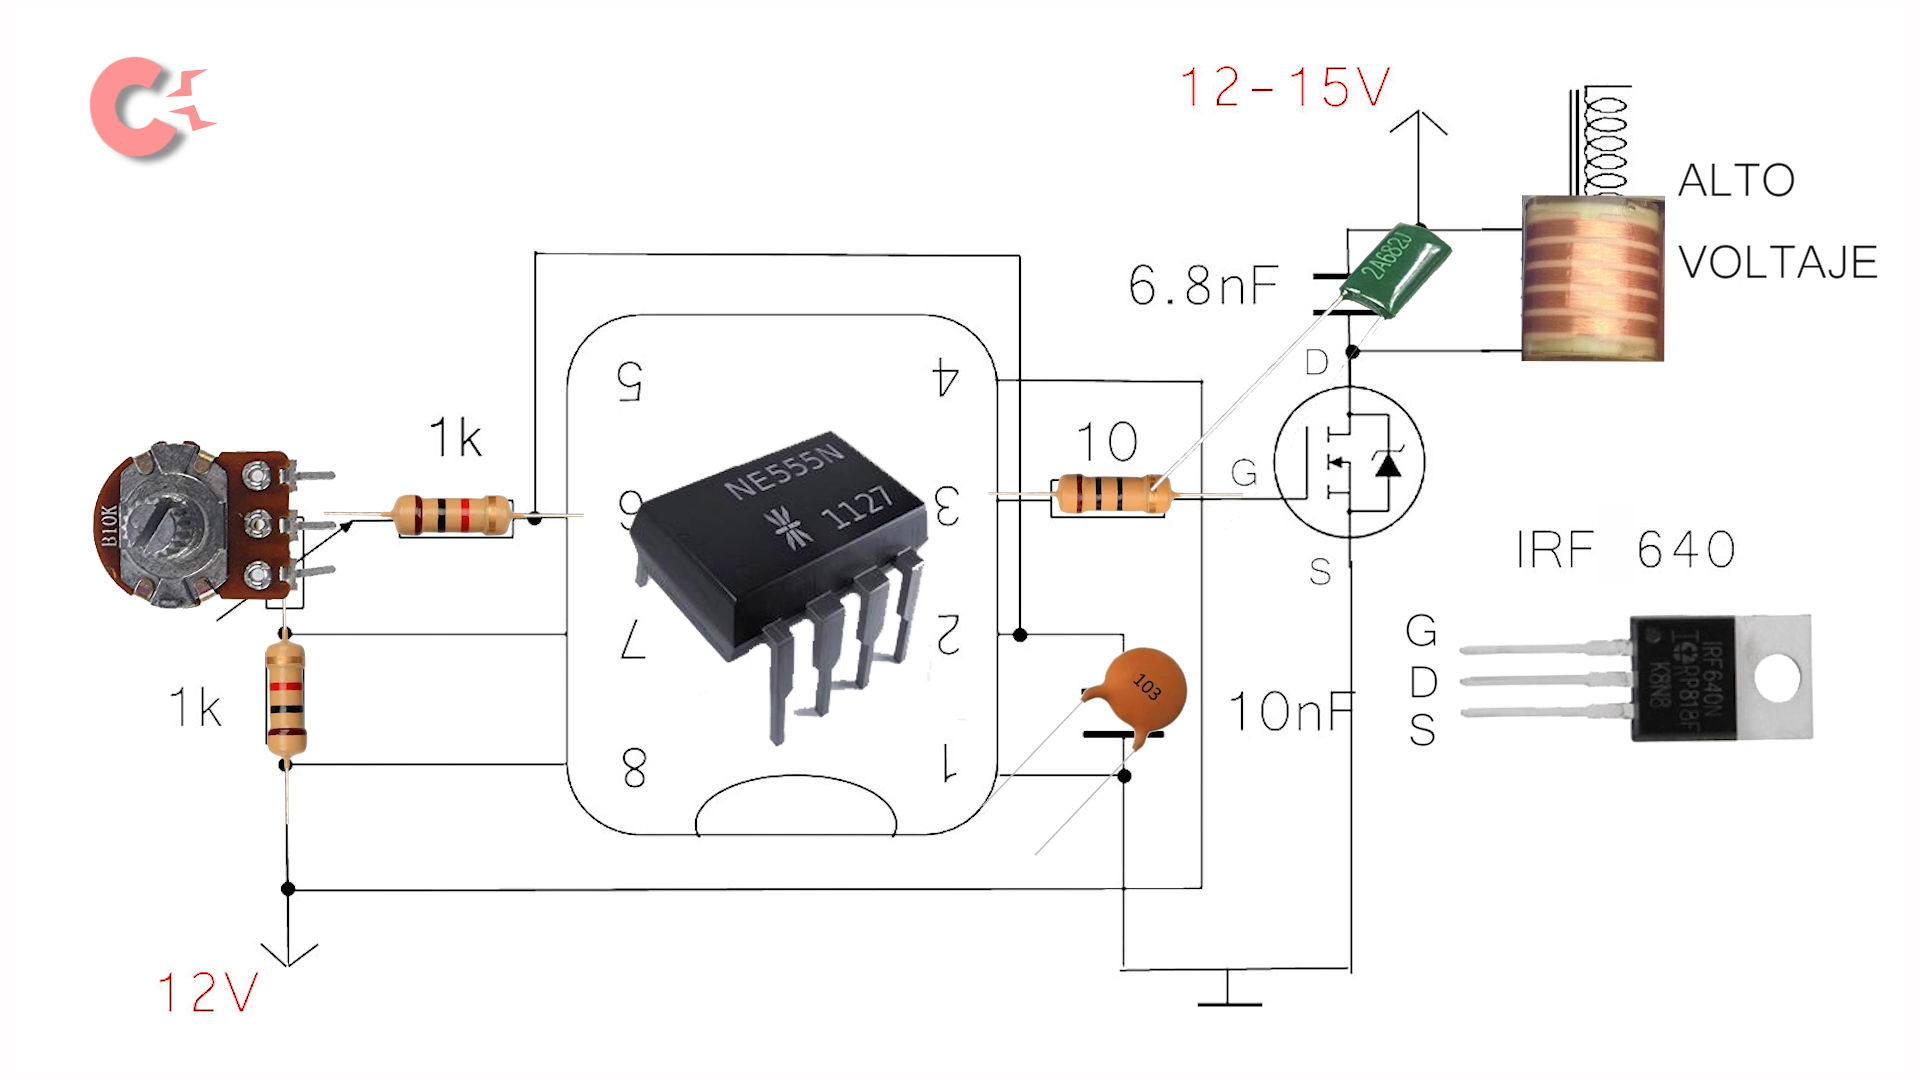 12-15V
ALTO
VOLTAJE
6.8nF
2A682J
D
5
4
1k
10
G
NE555N
1127
B10K
6
3
S
IRF 640
7
2
103
1k
10nF
G
D
S
IRF640N
K8NB
8
1
12V